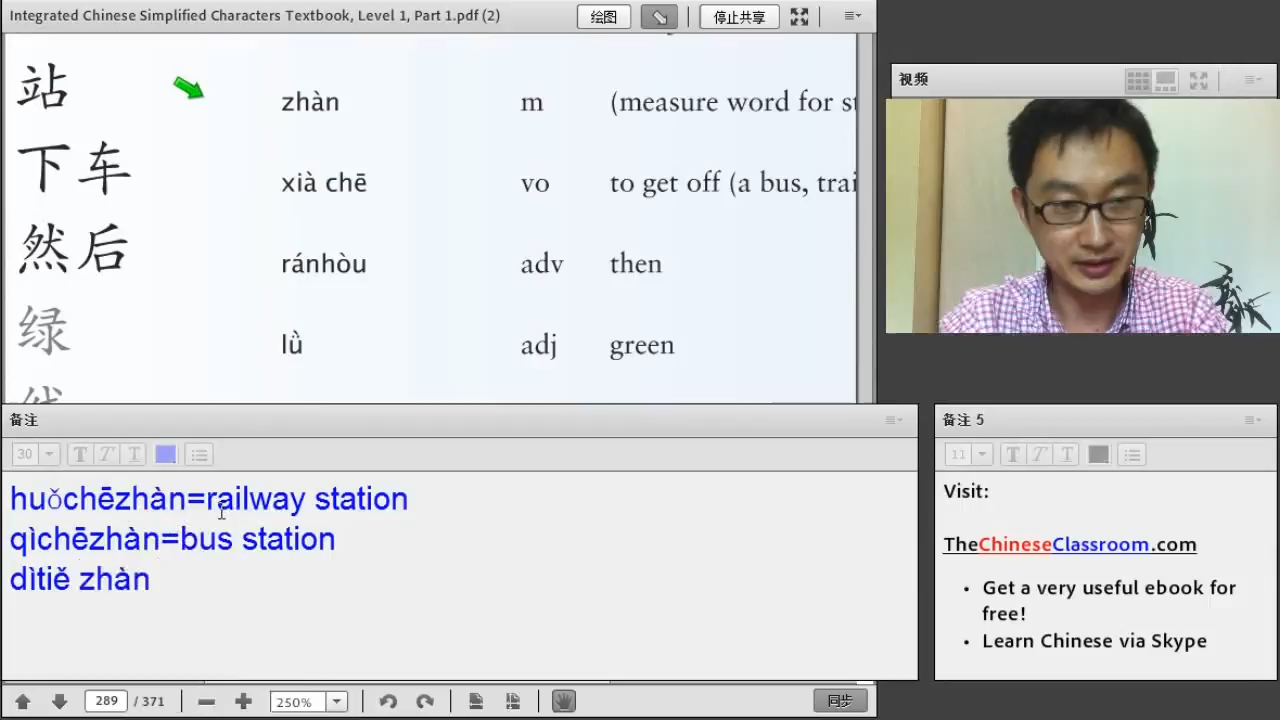 Integrated Chinese Simplified Characters Textbook, Level 1, Part 1.pdf (2)
绘图
停止共享
站 zhàn m (measure word for st
下车 xià chē vo to get off (a bus, trai
然后 ránhòu adv then
绿 lǜ adj green
视频
备注
30
huǒchēzhàn=railway station
qìchēzhàn=bus station
dìtiě zhàn
备注 5
11
Visit:
TheChineseClassroom.com
• Get a very useful ebook for
free!
• Learn Chinese via Skype
289 / 371
250%
同步